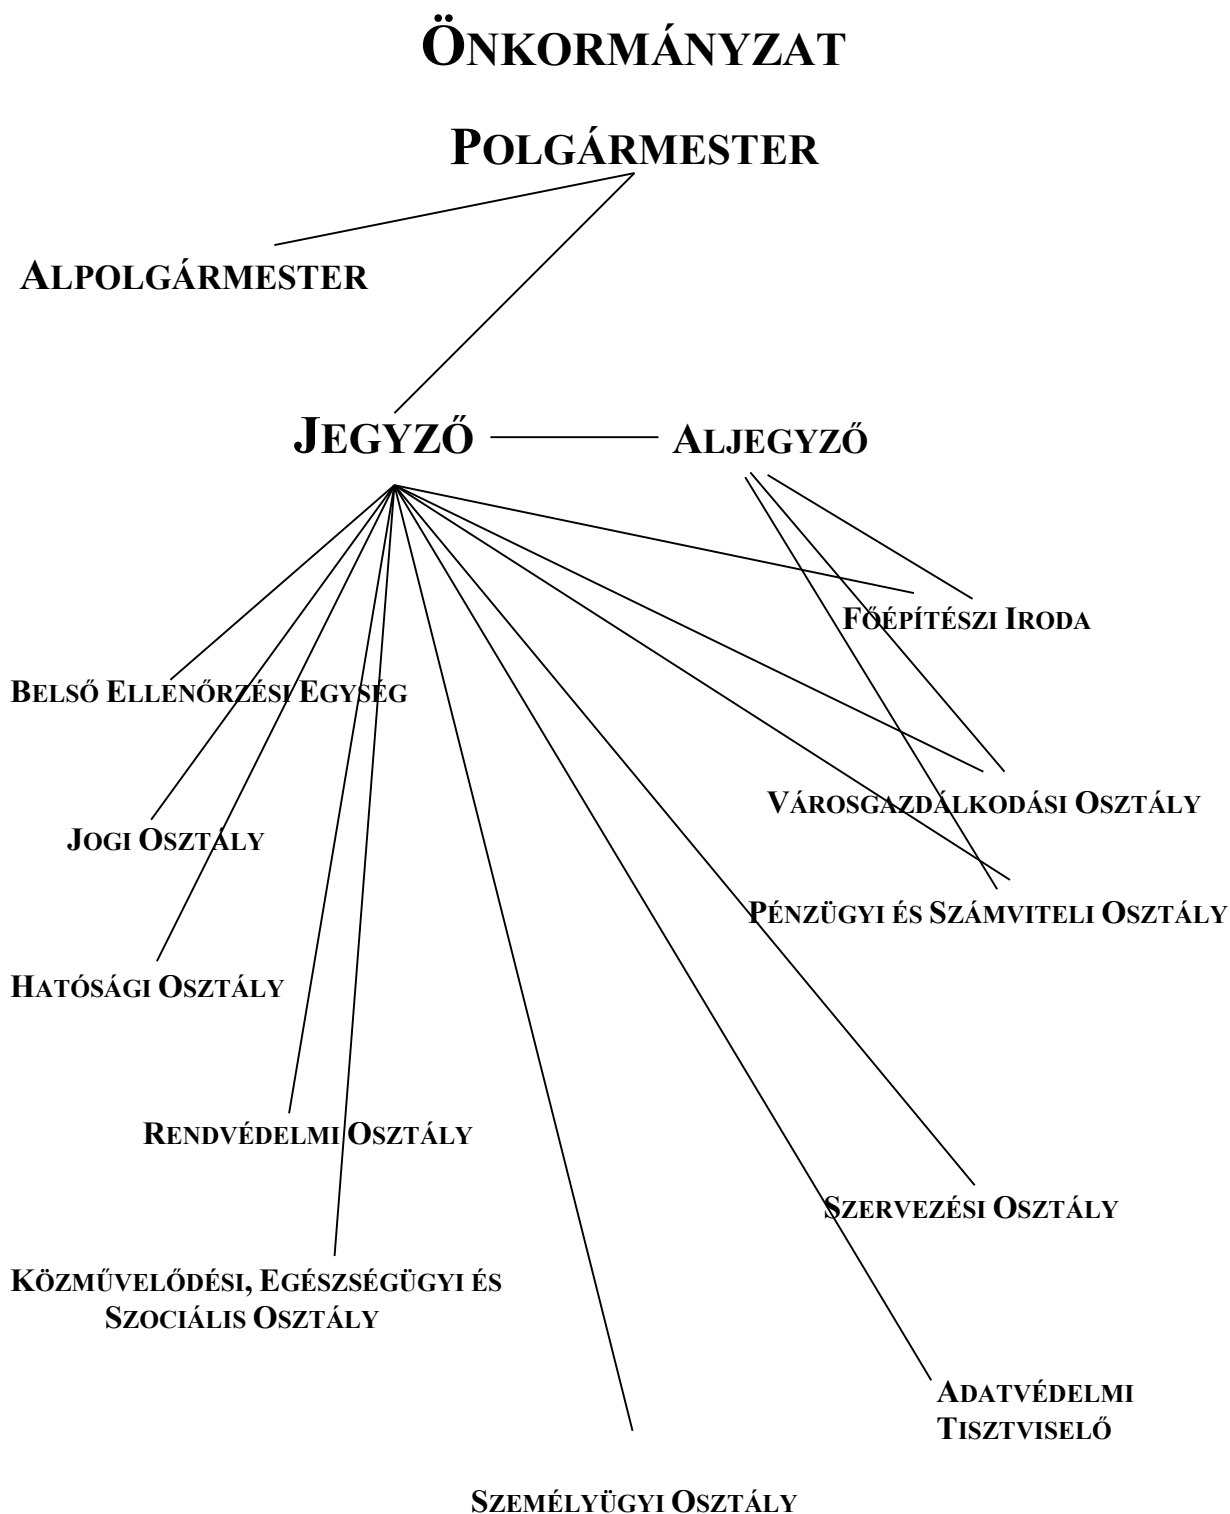 ÖNKORMÁNYZAT
POLGÁRMESTER
ALPOLGÁRMESTER
JEGYZŐ
ALJEGYZŐ
FŐÉPÍTÉSZI IRODA
BELSŐ ELLENŐRZÉSI EGYSÉG
VÁROSGAZDÁLKODÁSI OSZTÁLY
JOGI OSZTÁLY
PÉNZÜGYI ÉS SZÁMVITELI OSZTÁLY
HATÓSÁGI OSZTÁLY
RENDVÉDELMI OSZTÁLY
SZERVEZÉSI OSZTÁLY
KÖZMŰVELŐDÉSI, EGÉSZSÉGÜGYI ÉS
SZOCIÁLIS OSZTÁLY
ADATVÉDELMI
TISZTVISELŐ
SZEMÉLYÜGYI OSZTÁLY